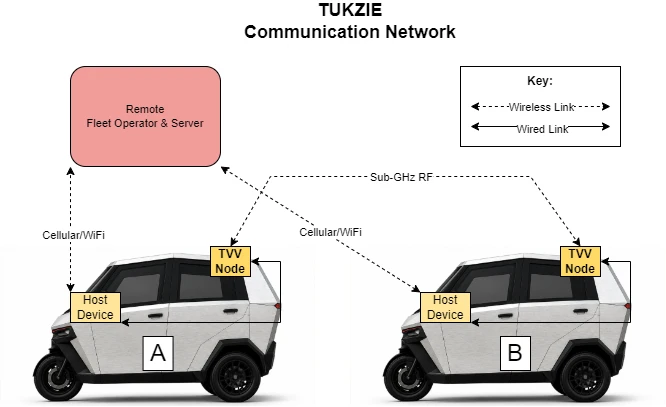 TUKZIE
Communication Network
Remote
Fleet Operator & Server
Key:
Wireless Link
Wired Link
Sub-GHz RF
Cellular/WiFi
Cellular/WiFi
TVV
Node
TVV
Node
Host
Device
Host
Device
A
B